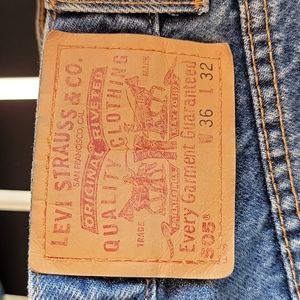 LEVI STRAUSS & CO.
SAN FRANCISCO, CAL.
ORIGINAL RIVETED
QUALITY CLOTHING
TRADE MARK
Every Garment Guaranteed
505
W 36 L 32